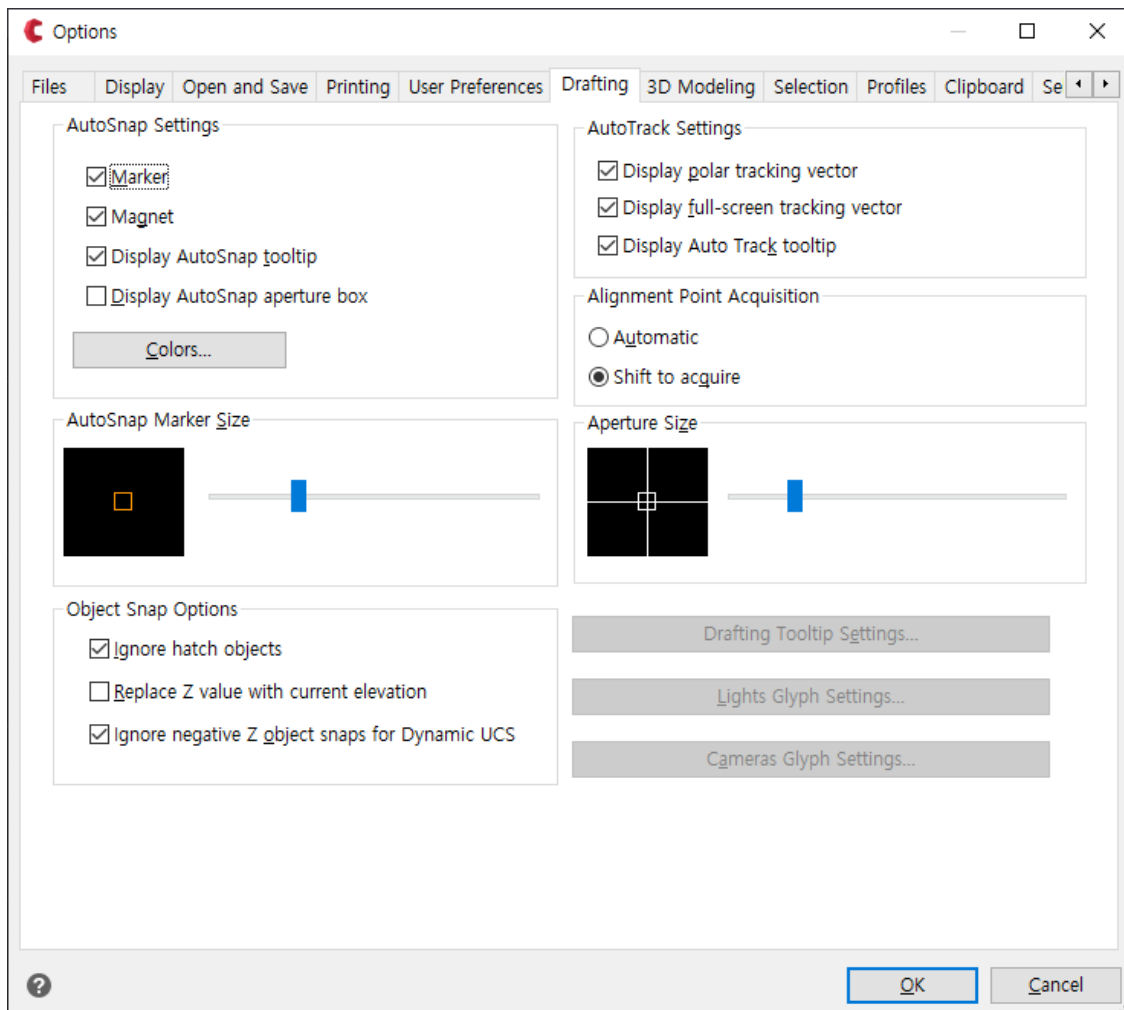 Options
Files Display Open and Save Printing User Preferences Drafting 3D Modeling Selection Profiles Clipboard Se
AutoSnap Settings
Marker
Magnet
Display AutoSnap tooltip
Display AutoSnap aperture box
Colors...
AutoTrack Settings
Display polar tracking vector
Display full-screen tracking vector
Display Auto Track tooltip
Alignment Point Acquisition
Automatic
Shift to acquire
AutoSnap Marker Size
Aperture Size
Object Snap Options
Ignore hatch objects
Replace Z value with current elevation
Ignore negative Z object snaps for Dynamic UCS
Drafting Tooltip Settings...
Lights Glyph Settings...
Cameras Glyph Settings...
?
OK
Cancel